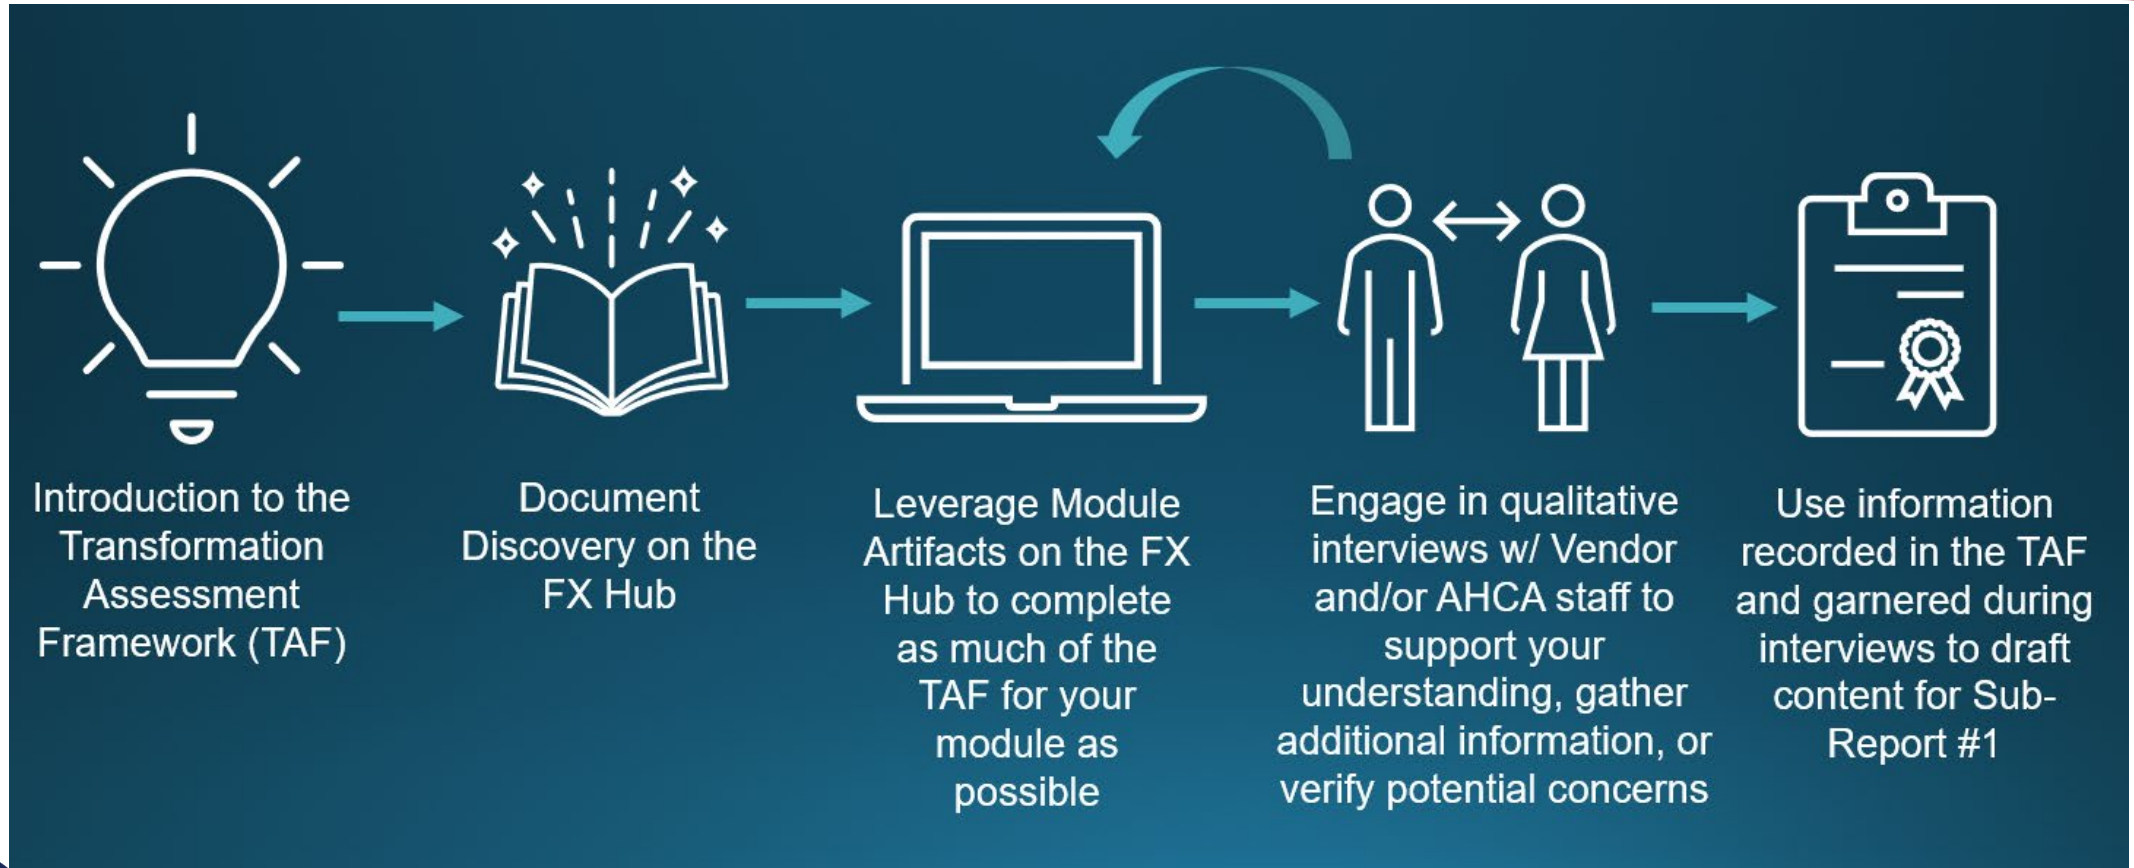 Introduction to the
Transformation
Assessment
Framework (TAF)
Document
Discovery on the
FX Hub
Leverage Module
Artifacts on the FX
Hub to complete
as much of the
TAF for your
module as
possible
Engage in qualitative
interviews w/ Vendor
and/or AHCA staff to
support your
understanding, gather
additional information, or
verify potential concerns
Use information
recorded in the TAF
and garnered during
interviews to draft
content for Sub-
Report #1